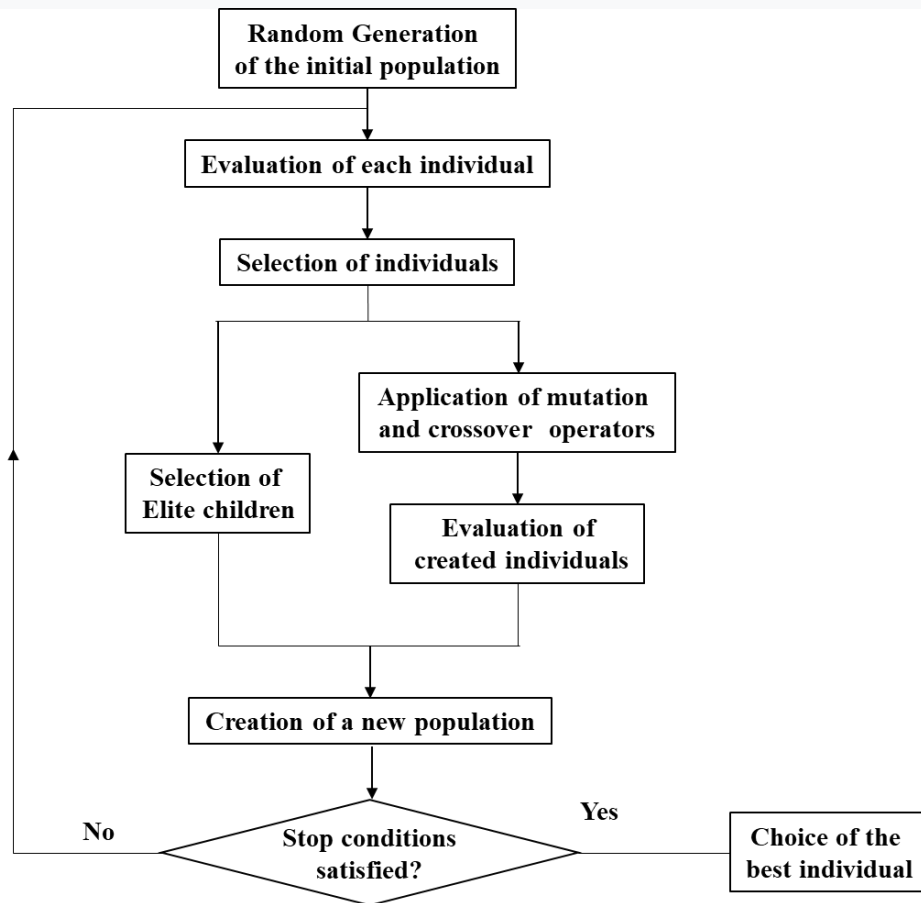 Random Generation
of the initial population
Evaluation of each individual
Selection of individuals
Application of mutation
and crossover operators
Selection of
Elite children
Evaluation of
created individuals
Creation of a new population
No
Stop conditions
satisfied?
Yes
Choice of the
best individual